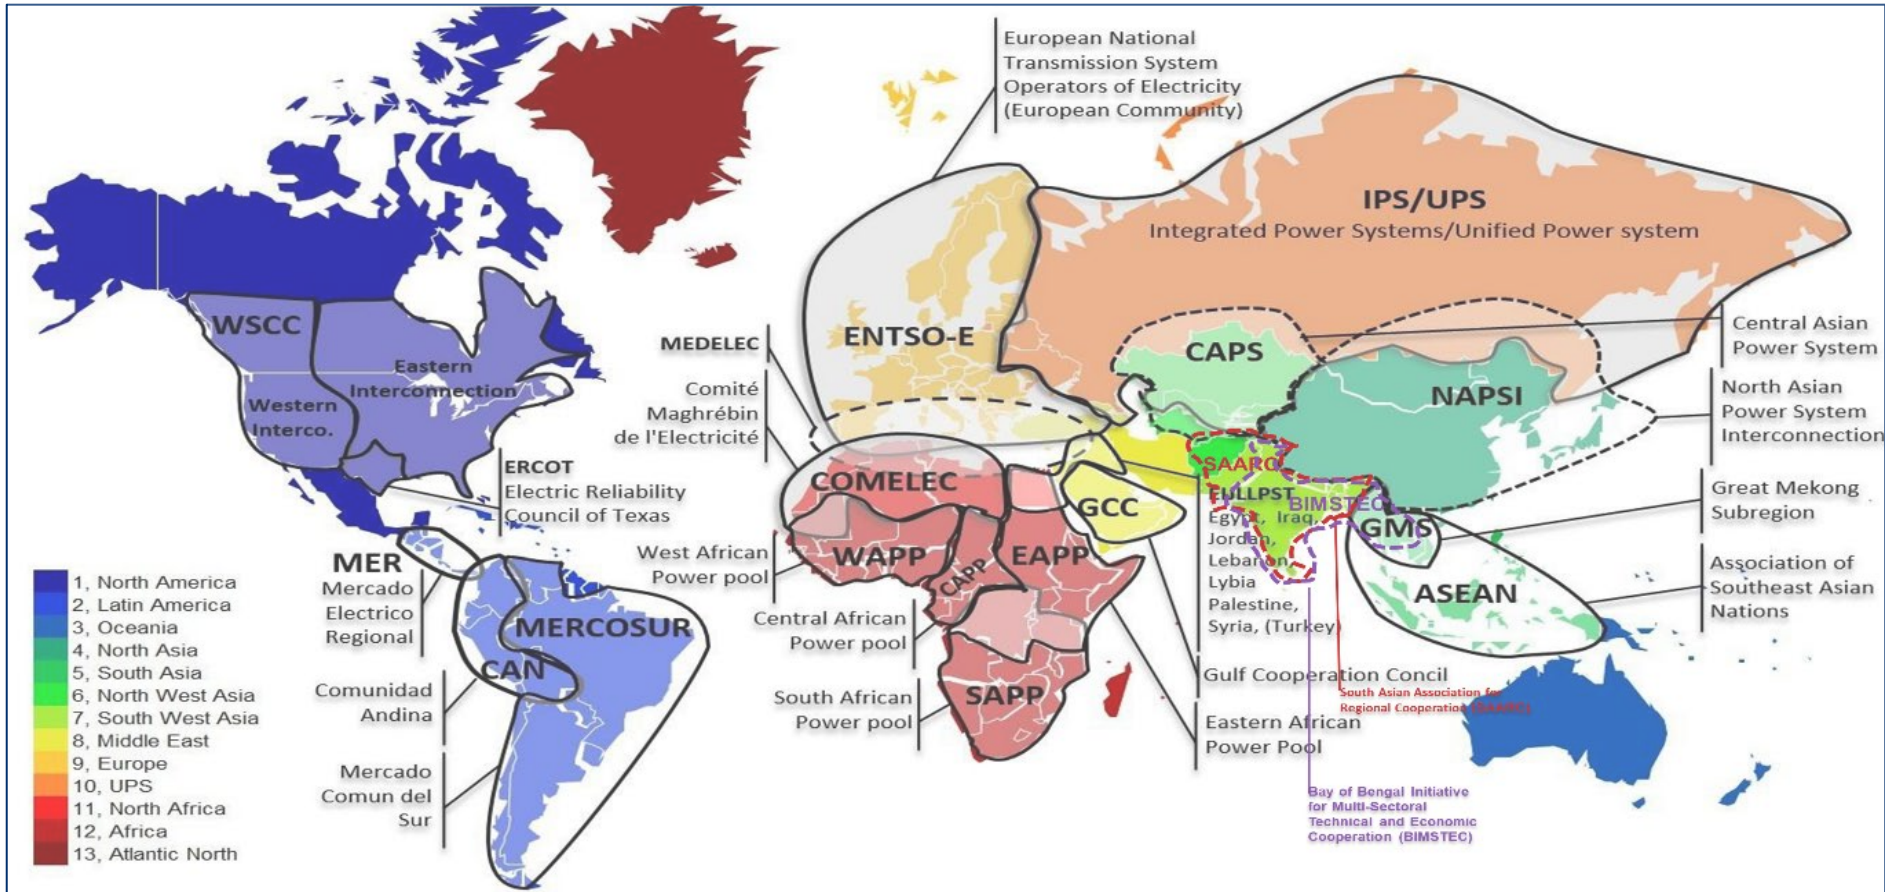 European National
Transmission System
Operators of Electricity
(European Community)
IPS/UPS
Integrated Power Systems/Unified Power system
WSCC
Eastern
Interconnection
Western
Interco.
ERCOT
Electric Reliability
Council of Texas
MEDELEC
Comité
Maghrébin
de l'Electricité
ENTSO-E
CAPS
NAPSI
Central Asian
Power System
North Asian
Power System
Interconnection
Great Mekong
Subregion
Association of
Southeast Asian
Nations
COMELEC
GCC
SAARC
BIMSTEC
GMS
ASEAN
EIJLLPST
Egypt, Iraq,
Jordan,
Lebanon,
Lybia
Palestine,
Syria, (Turkey)
West African
Power pool
WAPP
CAPP
EAPP
SAPP
Central African
Power pool
South African
Power pool
Gulf Cooperation Concil
South Asian Association for
Regional Cooperation (SAARC)
Eastern African
Power Pool
Bay of Bengal Initiative
for Multi-Sectoral
Technical and Economic
Cooperation (BIMSTEC)
MER
Mercado
Electrico
Regional
MERCOSUR
CAN
Comunidad
Andina
Mercado
Comun del
Sur
1, North America
2, Latin America
3, Oceania
4, North Asia
5, South Asia
6, North West Asia
7, South West Asia
8, Middle East
9, Europe
10, UPS
11, North Africa
12, Africa
13, Atlantic North